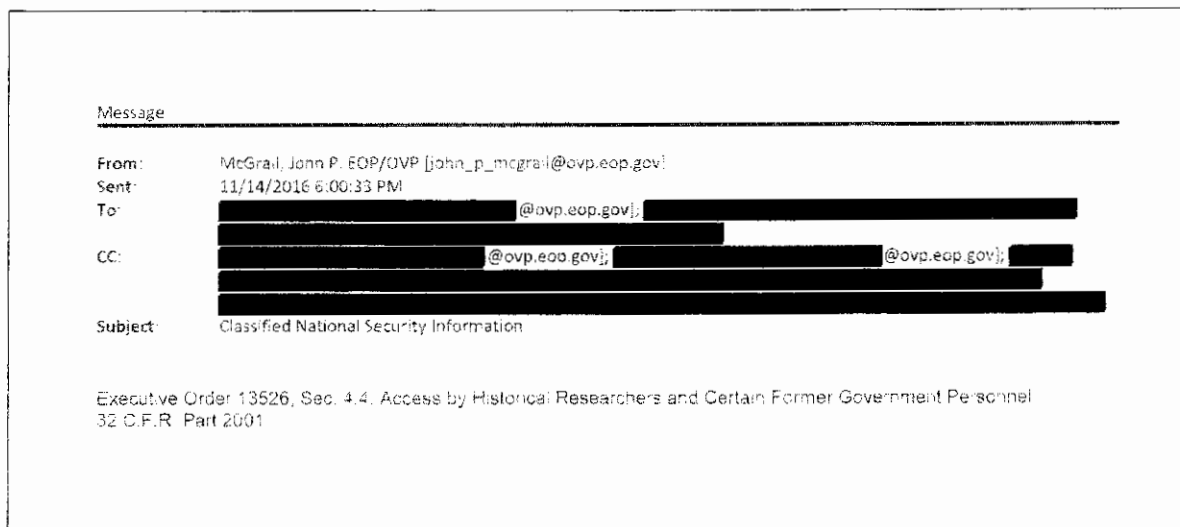 Message
From: McGrail, John P. EOP/OVP [john_p_mcgrail@ovp.eop.gov]
Sent: 11/14/2016 6:00:33 PM
To: @ovp.eop.gov];
CC: @ovp.eop.gov]; @ovp.eop.gov];
Subject: Classified National Security Information
Executive Order 13526, Sec. 4.4. Access by Historical Researchers and Certain Former Government Personnel
32 C.F.R. Part 2001